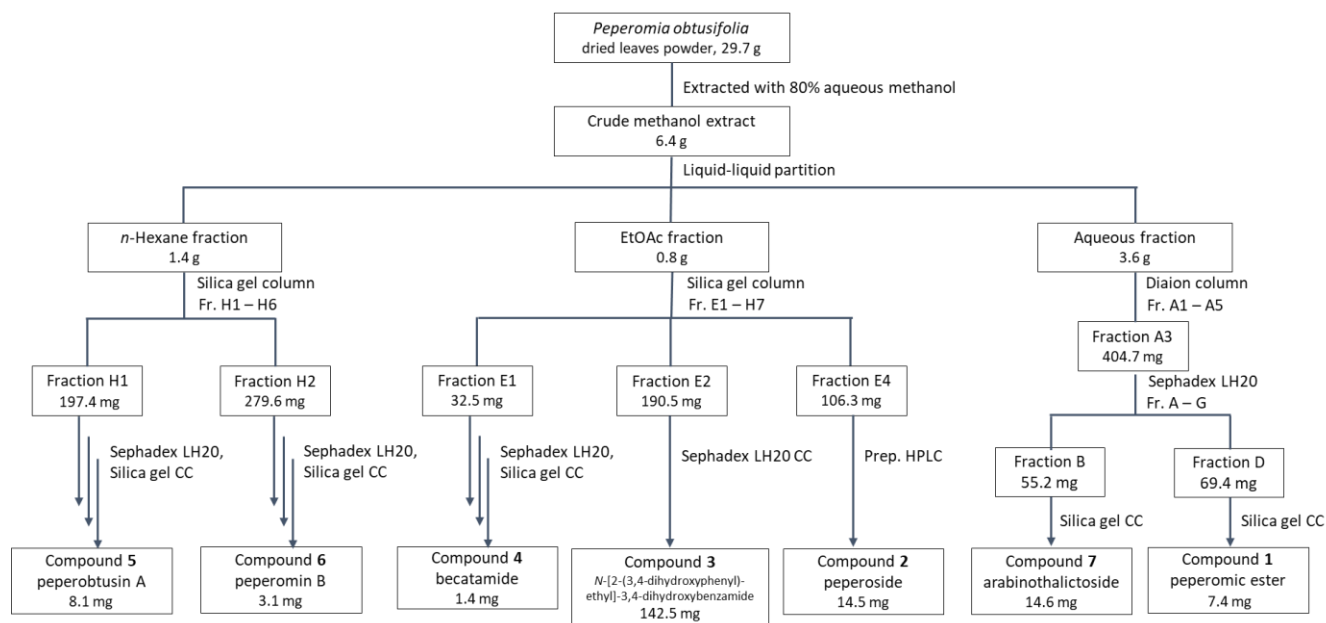 Peperomia obtusifolia
dried leaves powder, 29.7 g
Extracted with 80% aqueous methanol
Crude methanol extract
6.4 g
Liquid-liquid partition
n-Hexane fraction
1.4 g
EtOAc fraction
0.8 g
Aqueous fraction
3.6 g
Silica gel column
Fr. H1 – H6
Silica gel column
Fr. E1 – H7
Diaion column
Fr. A1 – A5
Fraction A3
404.7 mg
Fraction H1
197.4 mg
Fraction H2
279.6 mg
Fraction E1
32.5 mg
Fraction E2
190.5 mg
Fraction E4
106.3 mg
Sephadex LH20
Fr. A – G
Sephadex LH20,
Silica gel CC
Sephadex LH20,
Silica gel CC
Sephadex LH20,
Silica gel CC
Sephadex LH20 CC
Prep. HPLC
Fraction B
55.2 mg
Fraction D
69.4 mg
Silica gel CC
Silica gel CC
Compound 5
peperobtusin A
8.1 mg
Compound 6
peperomin B
3.1 mg
Compound 4
becatamide
1.4 mg
Compound 3
N-[2-(3,4-dihydroxyphenyl)-
ethyl]-3,4-dihydroxybenzamide
142.5 mg
Compound 2
peperoside
14.5 mg
Compound 7
arabinothalictoside
14.6 mg
Compound 1
peperomic ester
7.4 mg